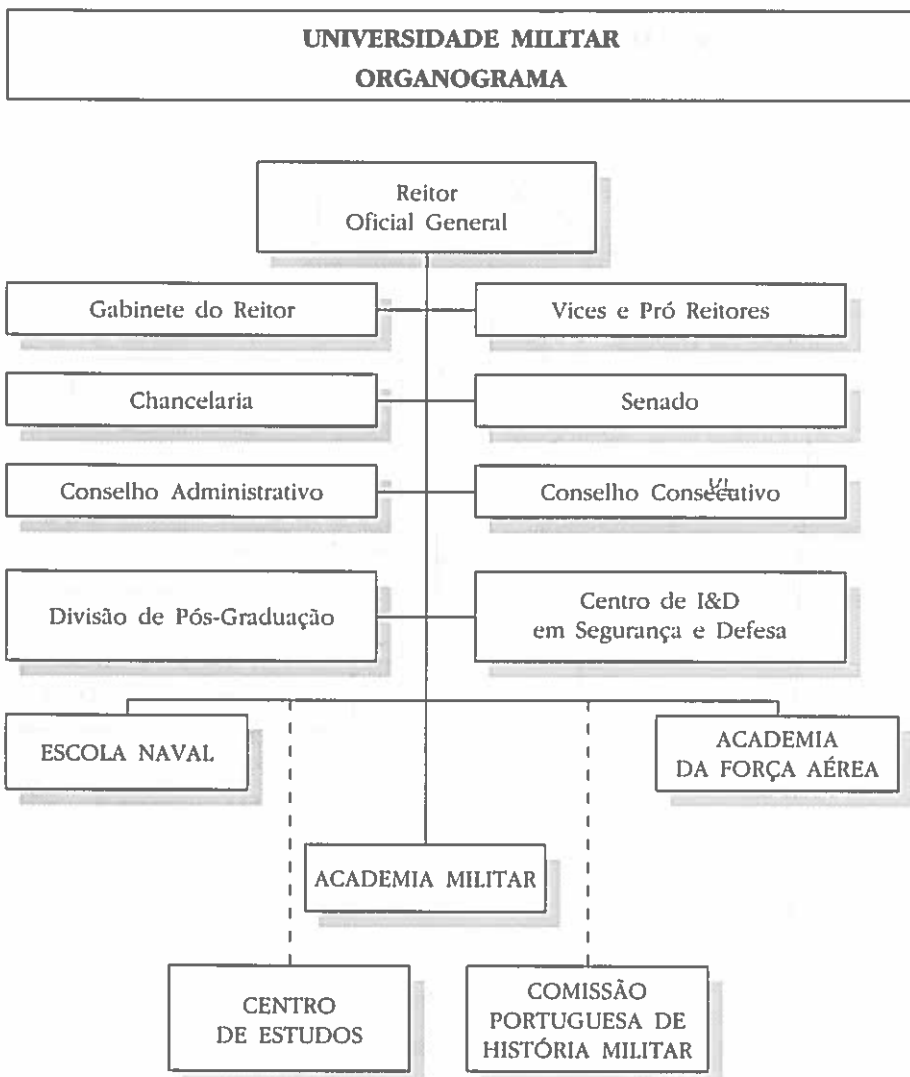 UNIVERSIDADE MILITAR
ORGANOGRAMA
Reitor
Oficial General
Gabinete do Reitor
Vices e Pró Reitores
Chancelaria
Senado
Conselho Administrativo
Conselho Consecutivo
Divisão de Pós-Graduação
Centro de I&D
em Segurança e Defesa
ESCOLA NAVAL
ACADEMIA
DA FORÇA AÉREA
ACADEMIA MILITAR
CENTRO
DE ESTUDOS
COMISSÃO
PORTUGUESA DE
HISTÓRIA MILITAR